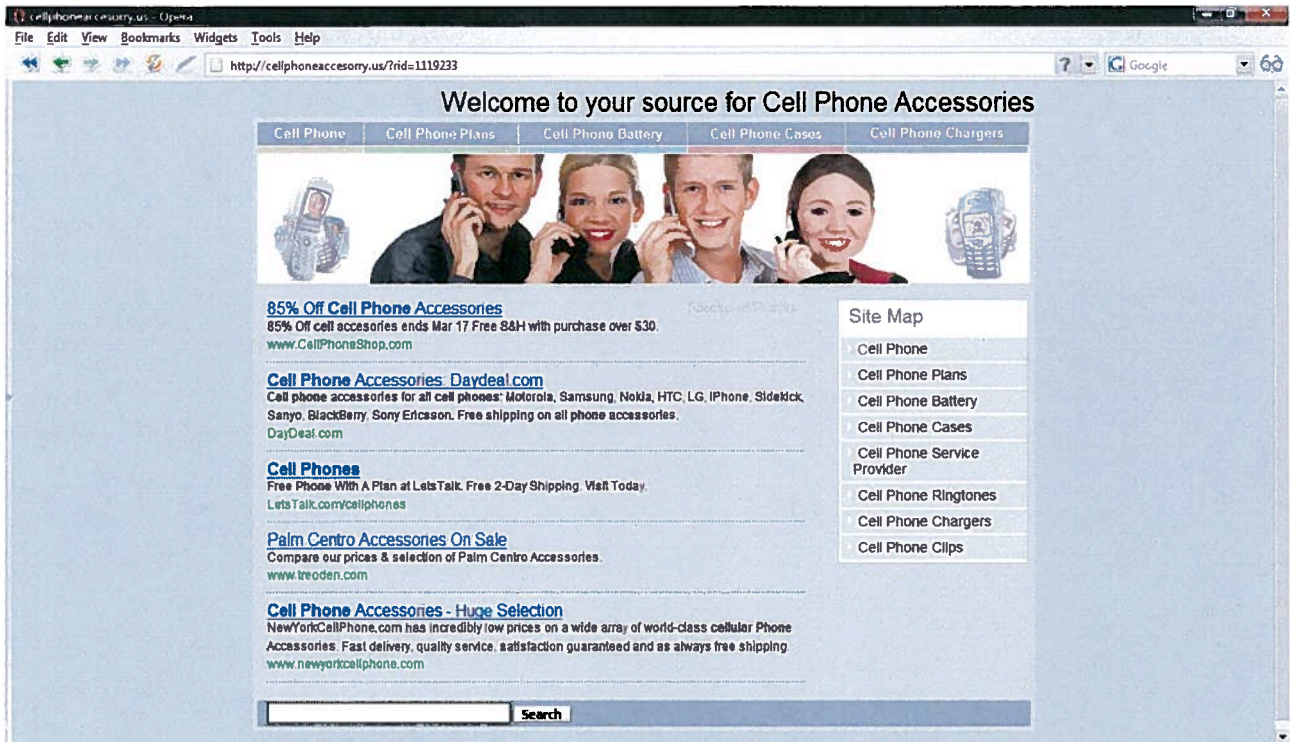 cellphoneaccesorry.us - Opera
File Edit View Bookmarks Widgets Tools Help
http://cellphoneaccesorry.us/?rid=1119233
? Google
Welcome to your source for Cell Phone Accessories
Cell Phone Cell Phone Plans Cell Phone Battery Cell Phone Cases Cell Phone Chargers
85% Off Cell Phone Accessories
85% Off cell accesories ends Mar 17 Free S&H with purchase over $30.
www.CellPhoneShop.com
Cell Phone Accessories: Daydeal.com
Cell phone accessories for all cell phones: Motorola, Samsung, Nokia, HTC, LG, iPhone, Sidekick,
Sanyo, BlackBerry, Sony Ericsson. Free shipping on all phone accessories.
DayDeal.com
Cell Phones
Free Phone With A Plan at LetsTalk. Free 2-Day Shipping. Visit Today.
LetsTalk.com/cellphones
Palm Centro Accessories On Sale
Compare our prices & selection of Palm Centro Accessories.
www.treoden.com
Cell Phone Accessories - Huge Selection
NewYorkCellPhone.com has incredibly low prices on a wide array of world-class cellular Phone
Accessories. Fast delivery, quality service, satisfaction guaranteed and as always free shipping.
www.newyorkcellphone.com
Site Map
Cell Phone
Cell Phone Plans
Cell Phone Battery
Cell Phone Cases
Cell Phone Service
Provider
Cell Phone Ringtones
Cell Phone Chargers
Cell Phone Clips
Search